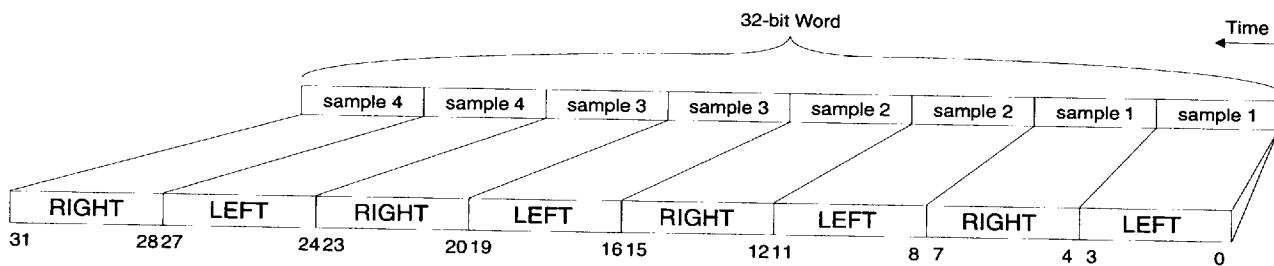 32-bit Word
Time
sample 4 sample 4 sample 3 sample 3 sample 2 sample 2 sample 1 sample 1
RIGHT LEFT RIGHT LEFT RIGHT LEFT RIGHT LEFT
31 28 27 24 23 20 19 16 15 12 11 8 7 4 3 0